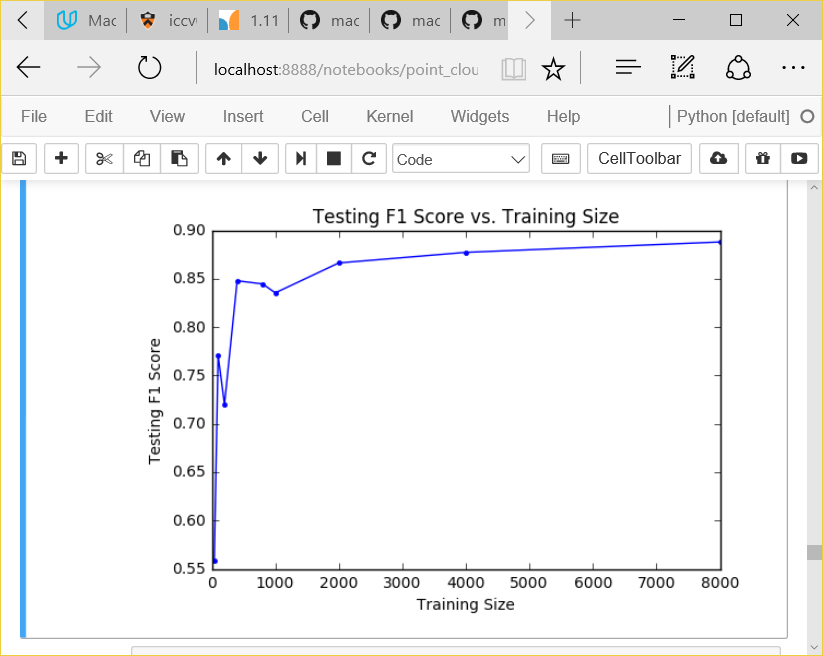 Mac iccv 1.11 mac mac m
localhost:8888/notebooks/point_clou
File Edit View Insert Cell Kernel Widgets Help Python [default]
Code CellToolbar
Testing F1 Score vs. Training Size
0.90
0.85
0.80
0.75
0.70
0.65
0.60
0.55
Testing F1 Score
0 1000 2000 3000 4000 5000 6000 7000 8000
Training Size